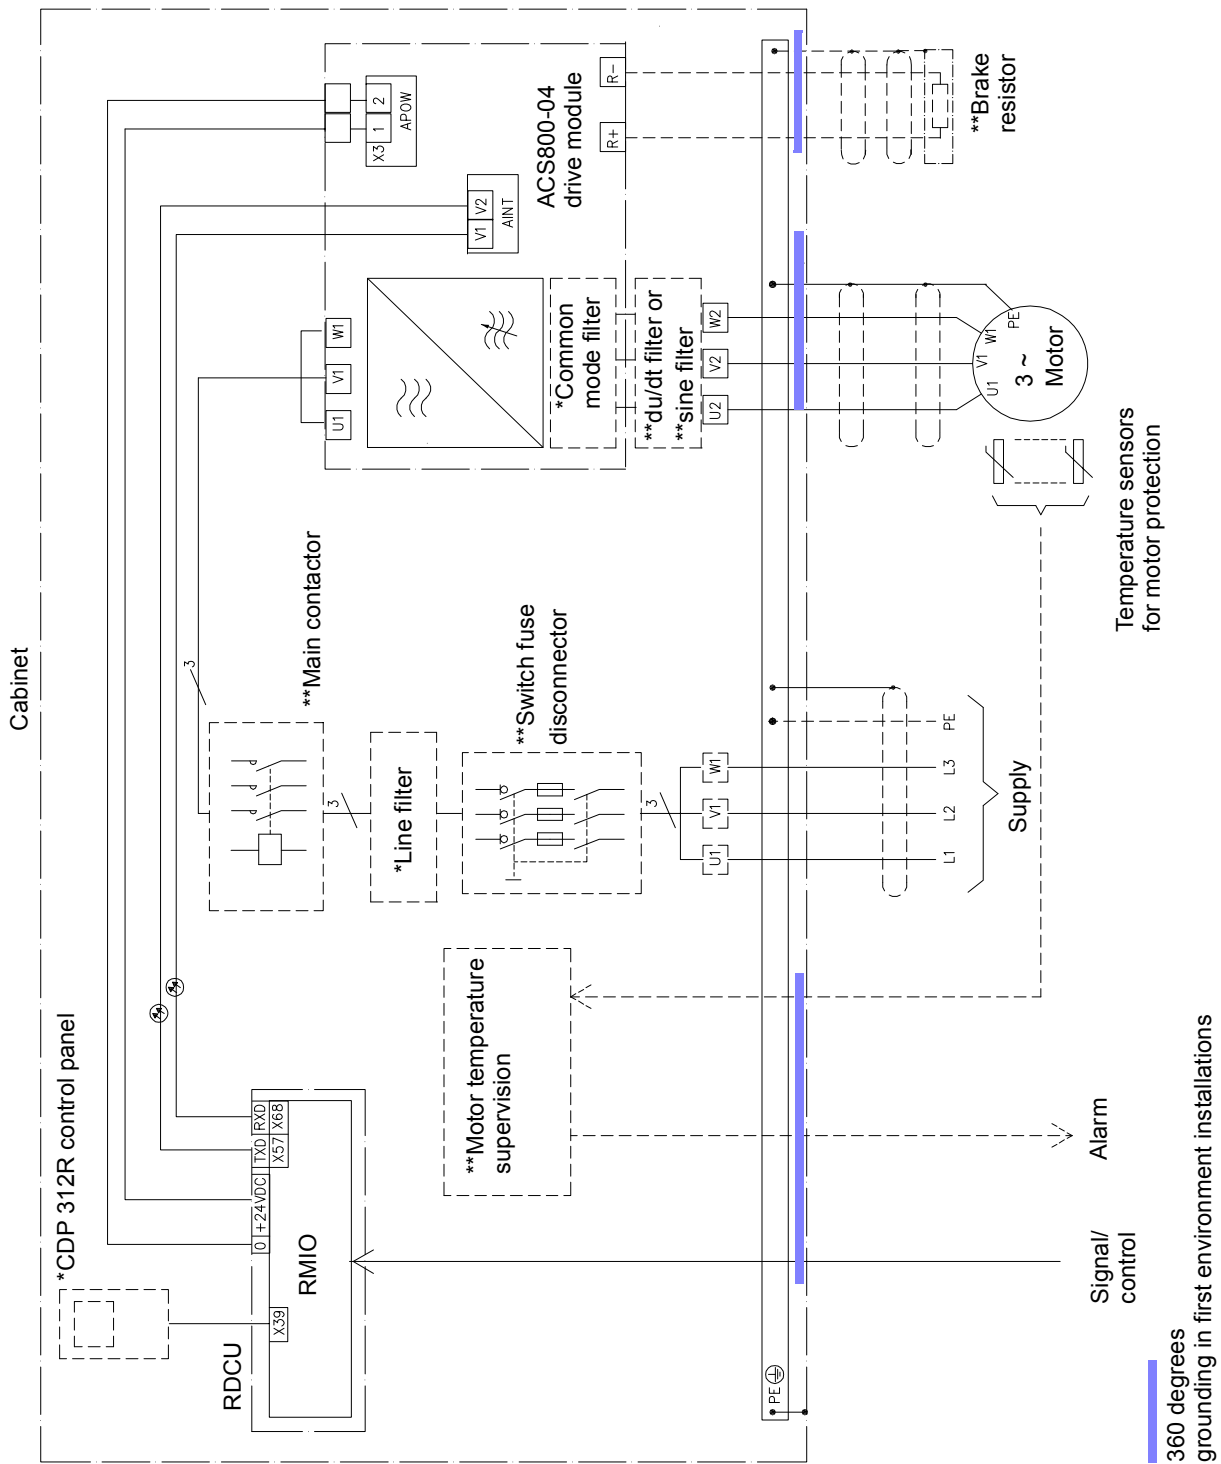 Cabinet
*CDP 312R control panel
RDCU
RMIO
X39
0
+24VDC
TXD
RXD
X57
X68
**Main contactor
3
3
*Line filter
**Switch fuse
disconnector
3
U1
V1
W1
L1
L2
L3
PE
Supply
**Motor temperature
supervision
Alarm
Signal/
control
PE
U1
V1
W1
*Common
mode filter
**du/dt filter or
**sine filter
U2
V2
W2
V1
V2
AINT
X3
1
2
APOW
ACS800-04
drive module
R+
R-
**Brake
resistor
U1
V1
W1
PE
3 ~
Motor
Temperature sensors
for motor protection
360 degrees
grounding in first environment installations